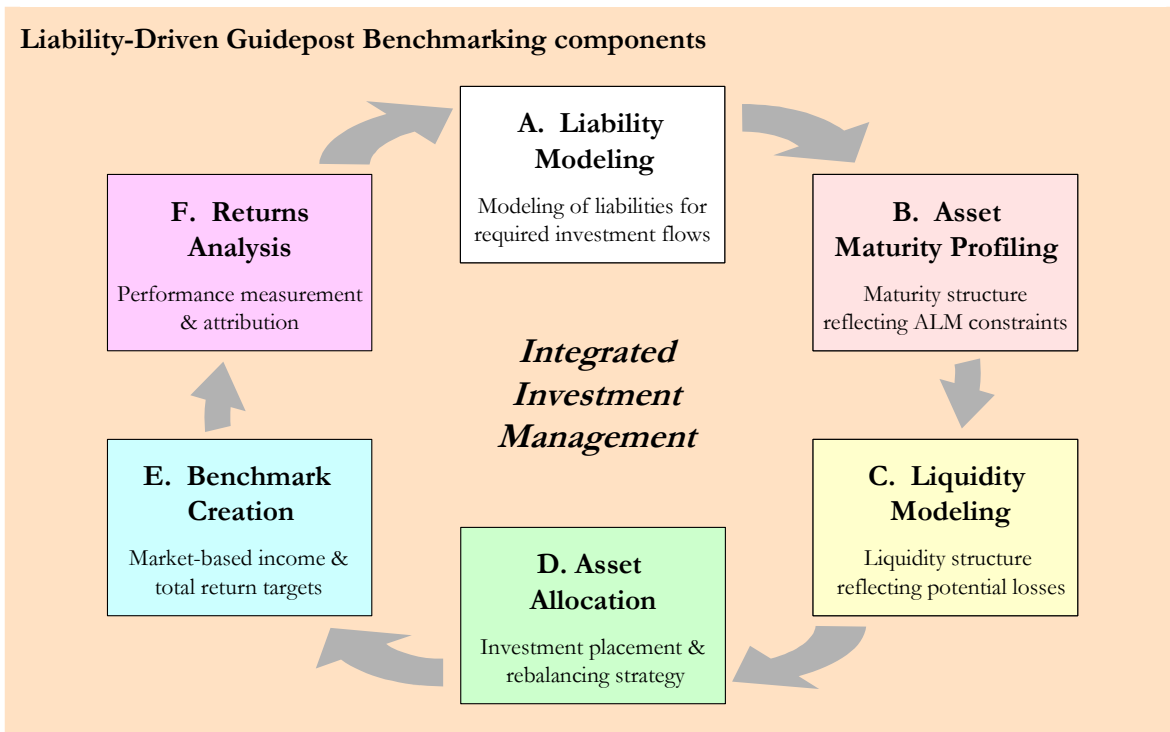 Liability-Driven Guidepost Benchmarking components
A. Liability
Modeling
Modeling of liabilities for
required investment flows
B. Asset
Maturity Profiling
Maturity structure
reflecting ALM constraints
C. Liquidity
Modeling
Liquidity structure
reflecting potential losses
D. Asset
Allocation
Investment placement &
rebalancing strategy
E. Benchmark
Creation
Market-based income &
total return targets
F. Returns
Analysis
Performance measurement
& attribution
Integrated
Investment
Management